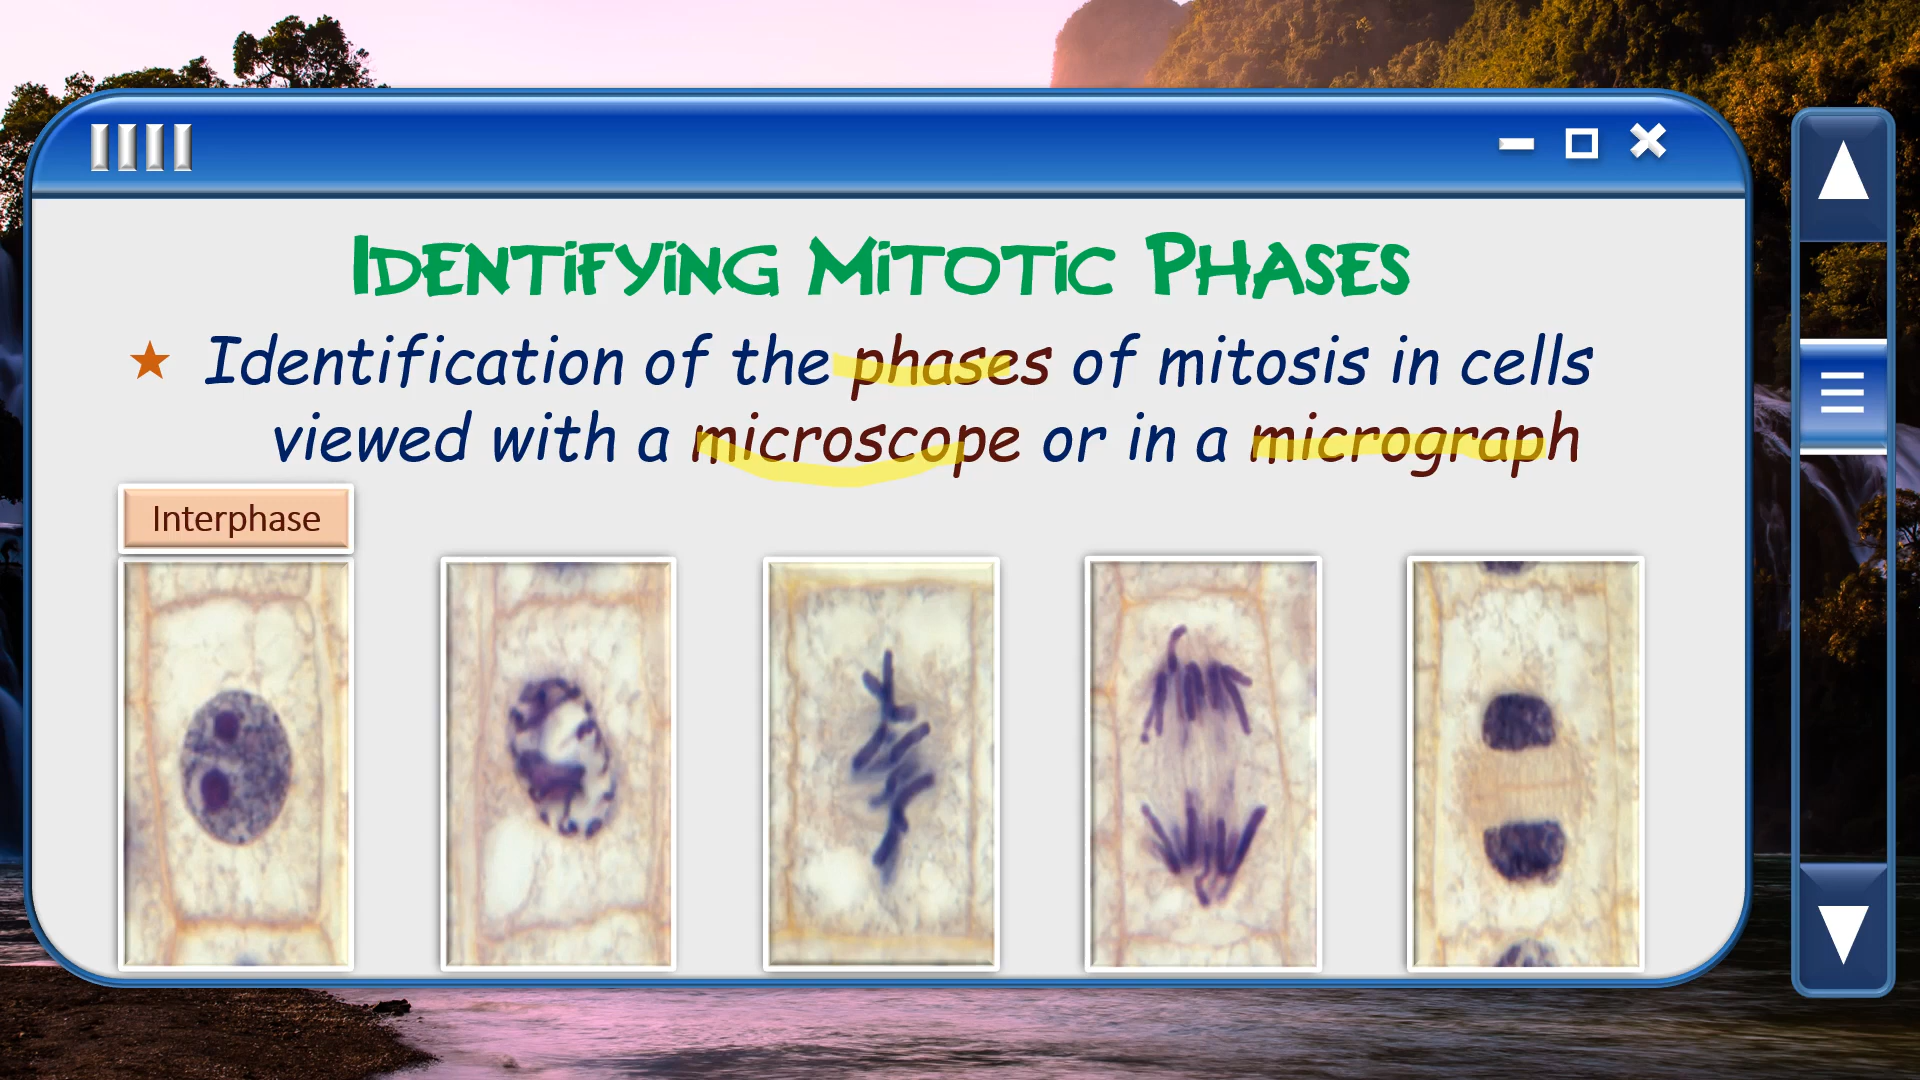 Identifying Mitotic Phases
★ Identification of the phases of mitosis in cells
viewed with a microscope or in a micrograph
Interphase